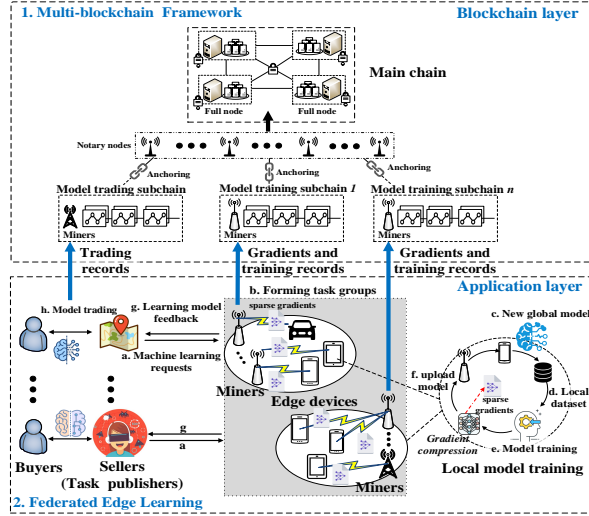 1. Multi-blockchain Framework
Blockchain layer
Main chain
Full node
Full node
Notary nodes
Anchoring
Anchoring
Anchoring
Model trading subchain
Model training subchain 1
Model training subchain n
Miners
Miners
Miners
Trading
records
Gradients and
training records
Gradients and
training records
Application layer
b. Forming task groups
h. Model trading
g. Learning model
feedback
a. Machine learning
requests
sparse gradients
Miners
Edge devices
c. New global model
f. upload
model
d. Local
dataset
sparse
gradients
Gradient
compression
e. Model training
Local model training
g
a
Buyers
Sellers
(Task publishers)
Miners
2. Federated Edge Learning